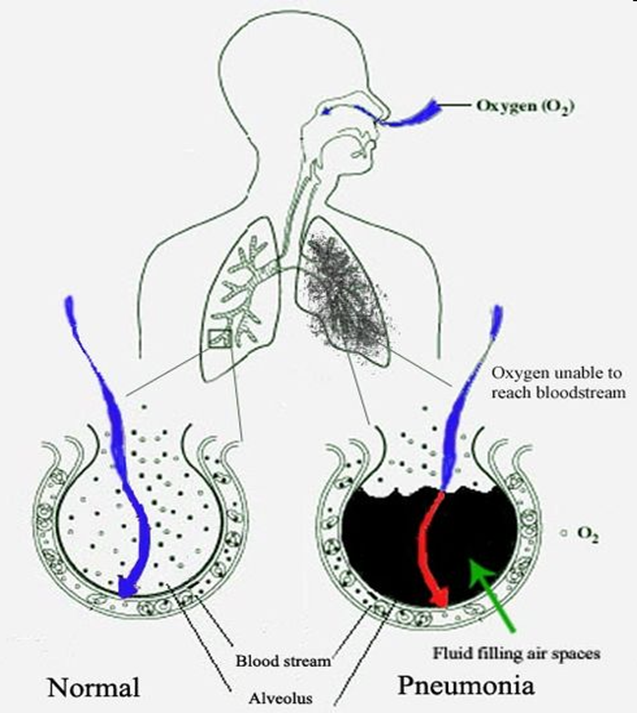 Oxygen (O₂)
Oxygen unable to
reach bloodstream
O₂
Fluid filling air spaces
Blood stream
Alveolus
Normal
Pneumonia